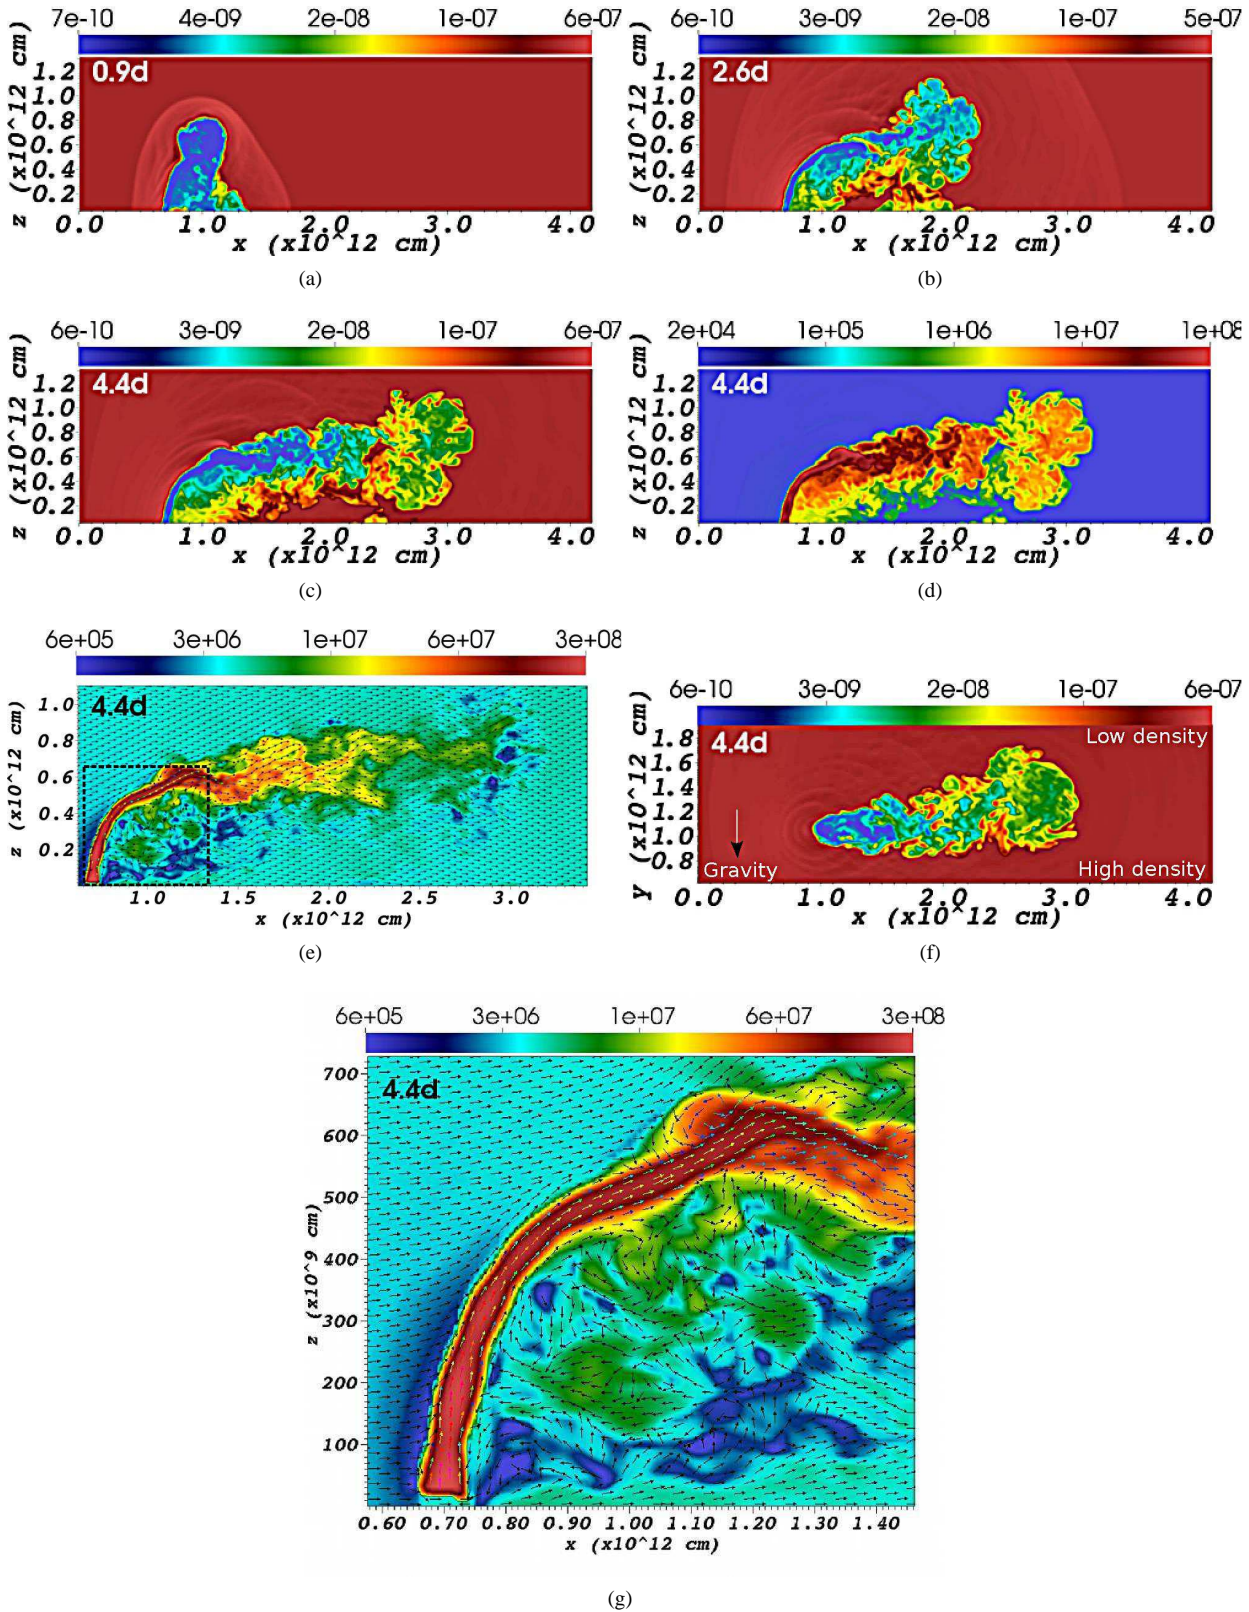 7e-10 4e-09 2e-08 1e-07 6e-07
0.9d
z (x10^12 cm)
1.2
1.0
0.8
0.6
0.4
0.2
0.0 1.0 2.0 3.0 4.0
x (x10^12 cm)
(a)
6e-10 3e-09 2e-08 1e-07 5e-07
2.6d
z (x10^12 cm)
1.2
1.0
0.8
0.6
0.4
0.2
0.0 1.0 2.0 3.0 4.0
x (x10^12 cm)
(b)
6e-10 3e-09 2e-08 1e-07 6e-07
4.4d
z (x10^12 cm)
1.2
1.0
0.8
0.6
0.4
0.2
0.0 1.0 2.0 3.0 4.0
x (x10^12 cm)
(c)
2e+04 1e+05 1e+06 1e+07 1e+08
4.4d
z (x10^12 cm)
1.2
1.0
0.8
0.6
0.4
0.2
0.0 1.0 2.0 3.0 4.0
x (x10^12 cm)
(d)
6e+05 3e+06 1e+07 6e+07 3e+08
4.4d
z (x10^12 cm)
1.0
0.8
0.6
0.4
0.2
1.0 1.5 2.0 2.5 3.0
x (x10^12 cm)
(e)
6e-10 3e-09 2e-08 1e-07 6e-07
4.4d
Low density
y (x10^12 cm)
1.8
1.6
1.4
1.2
1.0
0.8
Gravity
High density
0.0 1.0 2.0 3.0 4.0
x (x10^12 cm)
(f)
6e+05 3e+06 1e+07 6e+07 3e+08
4.4d
z (x10^9 cm)
700
600
500
400
300
200
100
0.60 0.70 0.80 0.90 1.00 1.10 1.20 1.30 1.40
x (x10^12 cm)
(g)